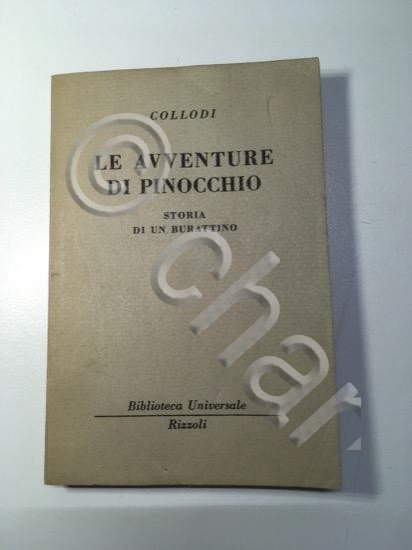 COLLODI
LE AVVENTURE
DI PINOCCHIO
STORIA
DI UN BURATTINO
Biblioteca Universale
Rizzoli
© char